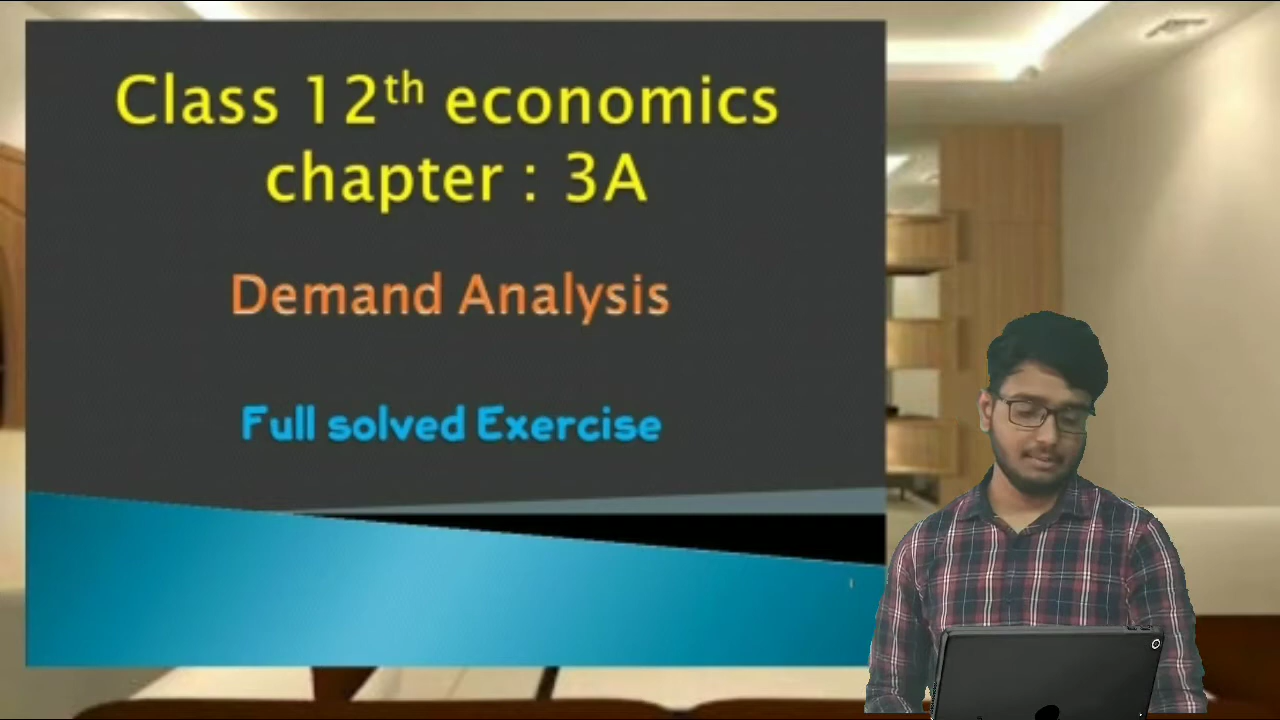 Class 12th economics
chapter : 3A
Demand Analysis
Full solved Exercise